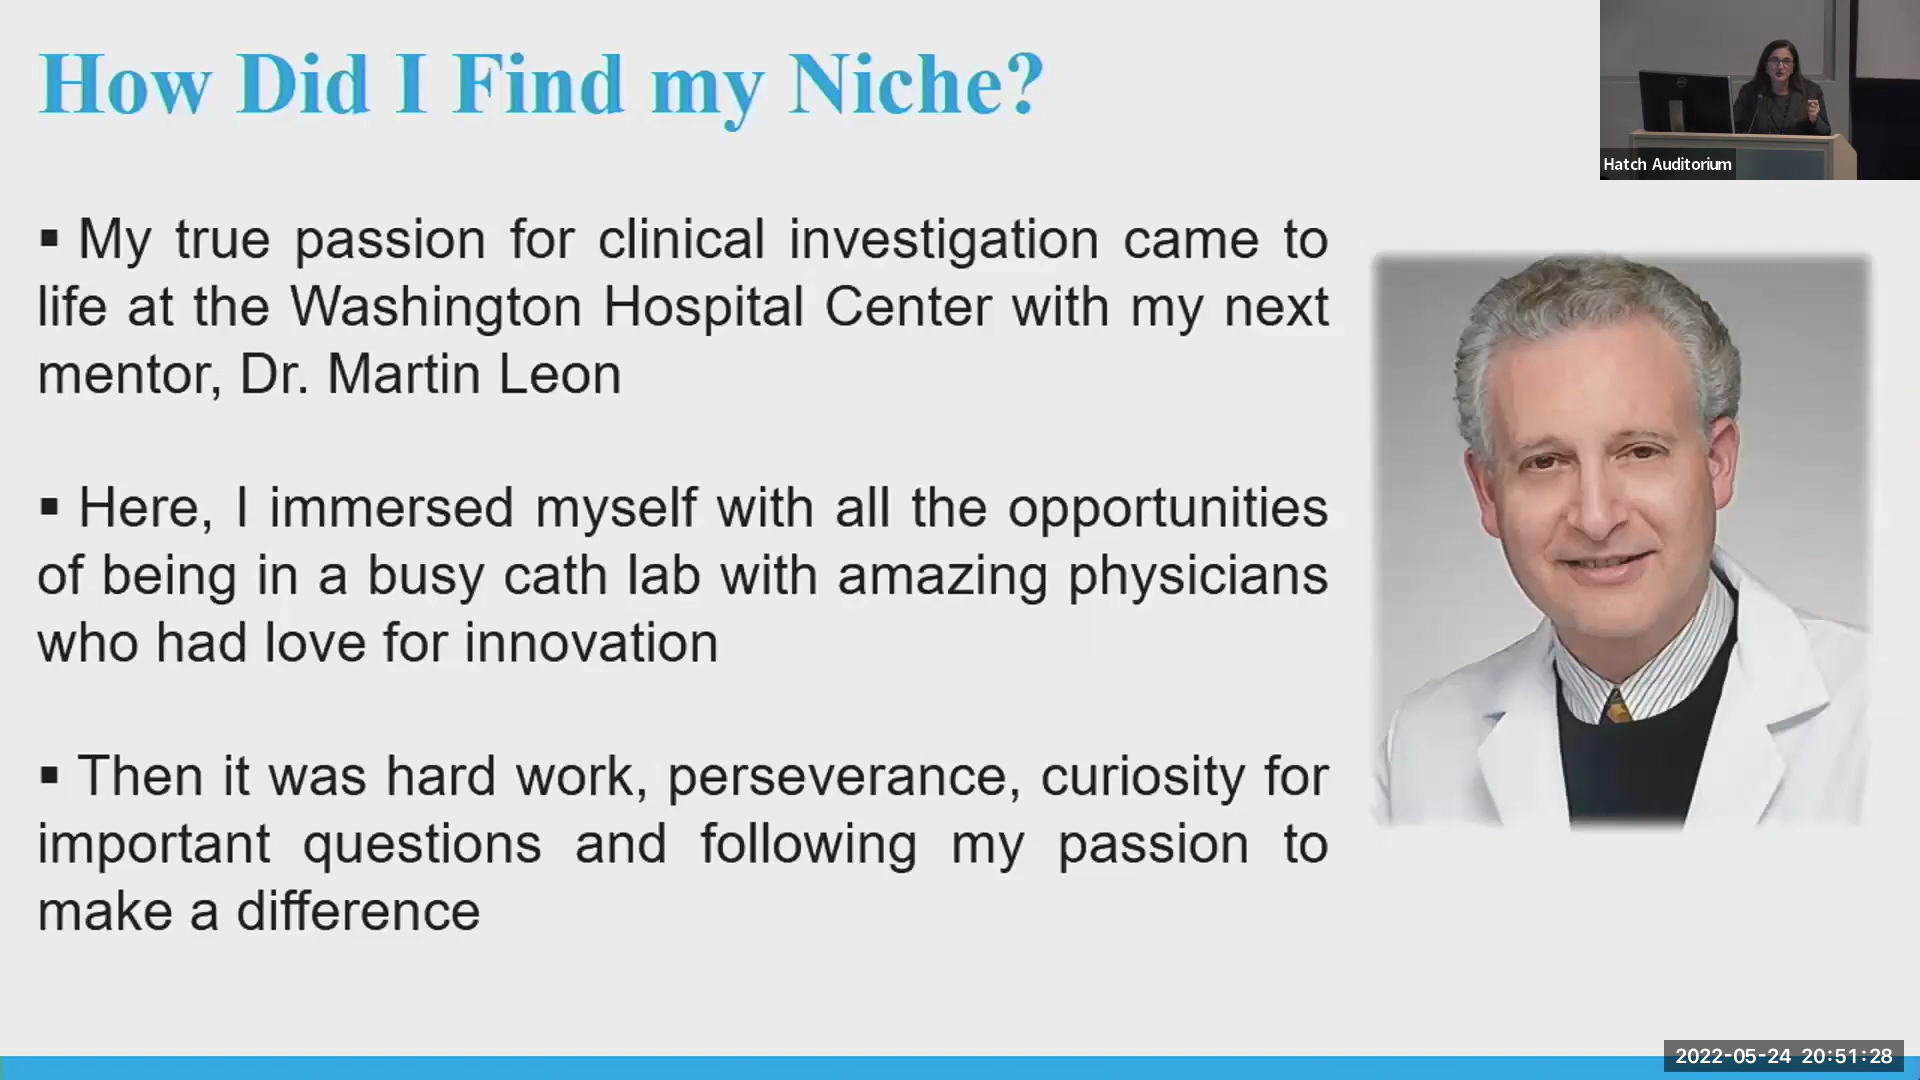 How Did I Find my Niche?
Hatch Auditorium
▪ My true passion for clinical investigation came to
life at the Washington Hospital Center with my next
mentor, Dr. Martin Leon
▪ Here, I immersed myself with all the opportunities
of being in a busy cath lab with amazing physicians
who had love for innovation
▪ Then it was hard work, perseverance, curiosity for
important questions and following my passion to
make a difference
2022-05-24 20:51:28